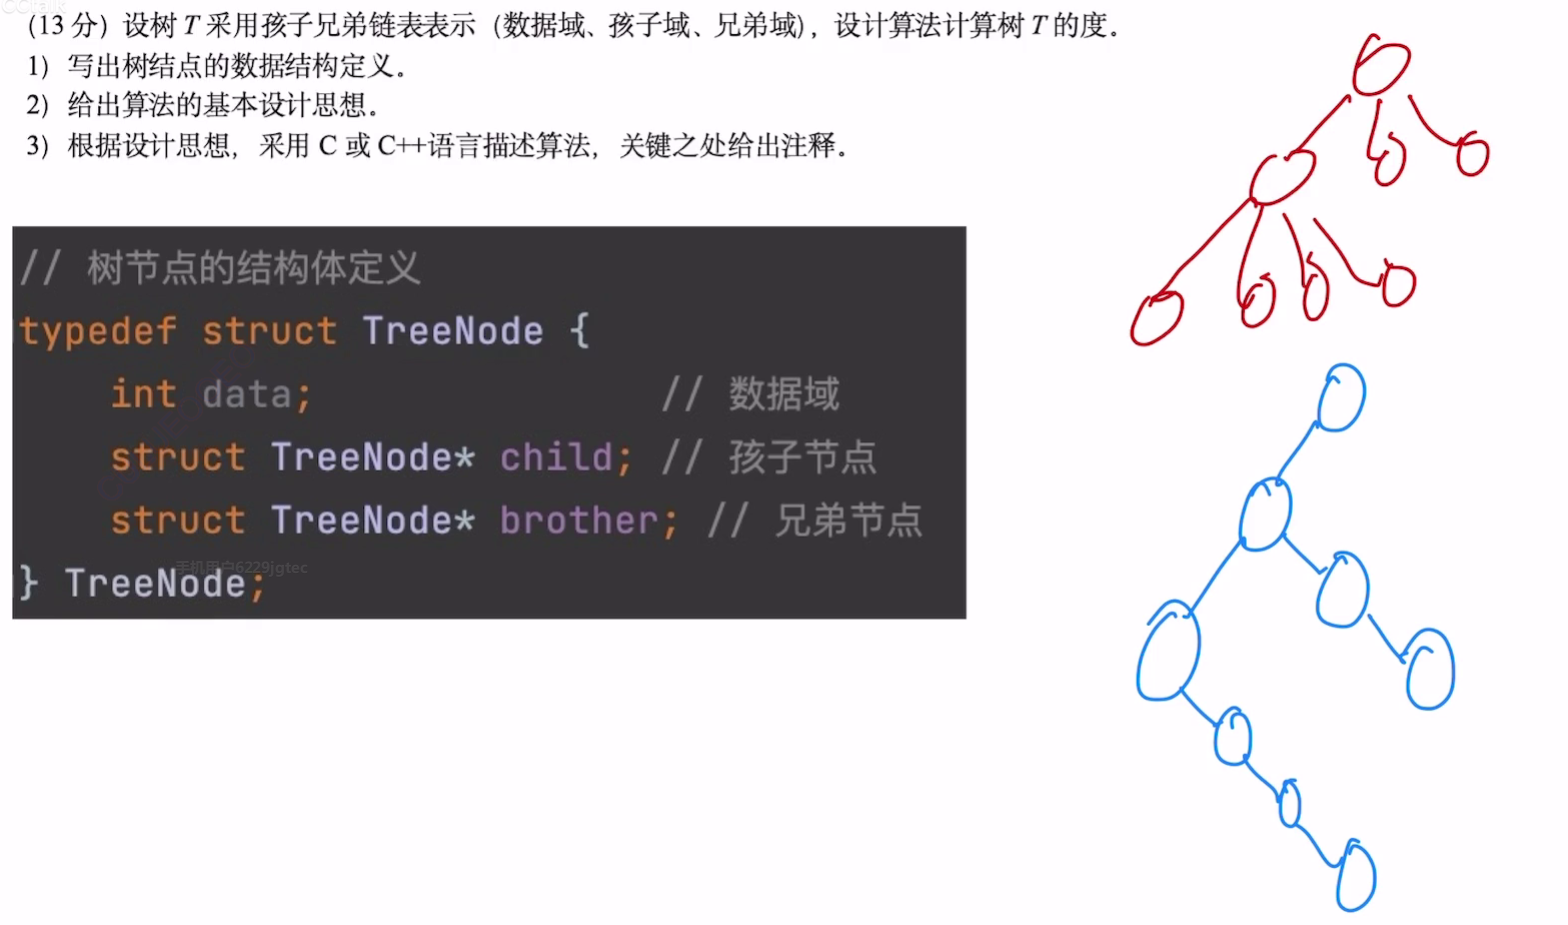 CCtalk
(13 分) 设树 T 采用孩子兄弟链表表示（数据域、孩子域、兄弟域），设计算法计算树 T 的度。
1) 写出树结点的数据结构定义。
2) 给出算法的基本设计思想。
3) 根据设计思想，采用 C 或 C++语言描述算法，关键之处给出注释。
// 树节点的结构体定义
typedef struct TreeNode {
int data; // 数据域
struct TreeNode* child; // 孩子节点
struct TreeNode* brother; // 兄弟节点
手机用户6229jgtec
} TreeNode;